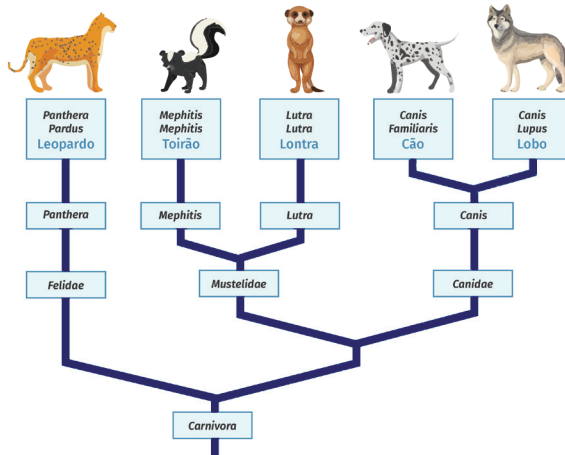 Panthera
Pardus
Leopardo
Mephitis
Mephitis
Toirão
Lutra
Lutra
Lontra
Canis
Familiaris
Cão
Canis
Lupus
Lobo
Panthera
Mephitis
Lutra
Canis
Felidae
Mustelidae
Canidae
Carnivora